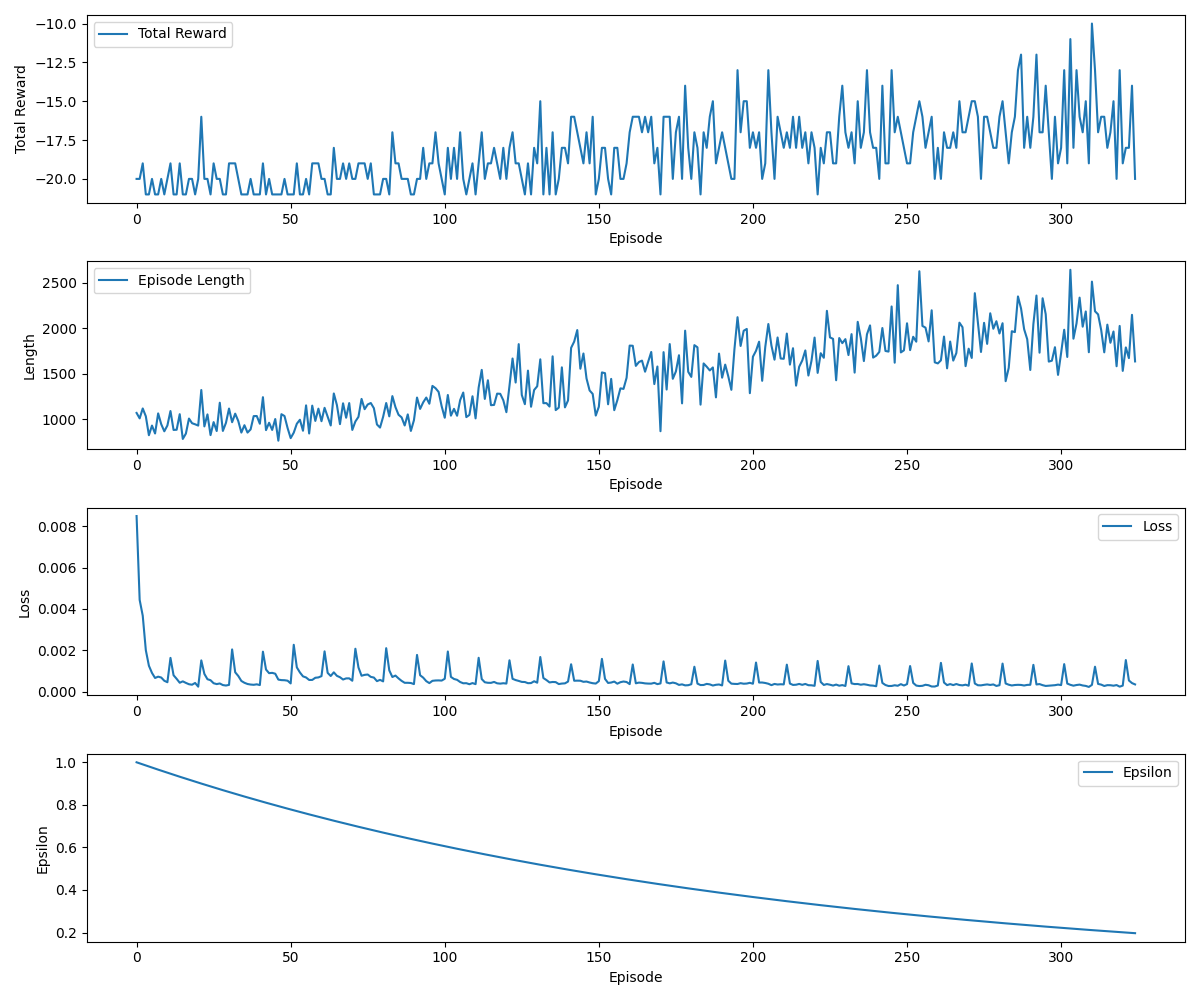 Total Reward
Total Reward
−10.0
−12.5
−15.0
−17.5
−20.0
0 50 100 150 200 250 300
Episode
Episode Length
Length
2500
2000
1500
1000
0 50 100 150 200 250 300
Episode
Loss
Loss
0.008
0.006
0.004
0.002
0.000
0 50 100 150 200 250 300
Episode
Epsilon
Epsilon
1.0
0.8
0.6
0.4
0.2
0 50 100 150 200 250 300
Episode